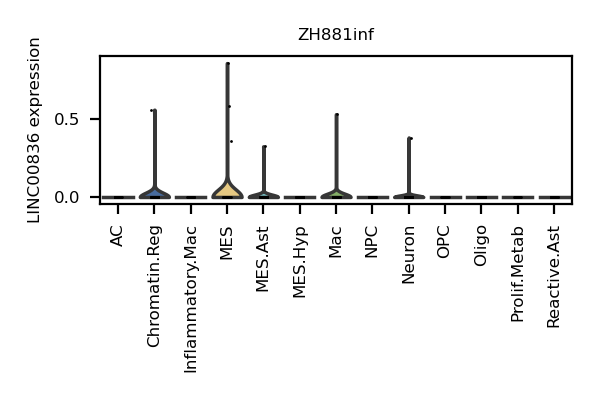 ZH881inf
LINC00836 expression
0.5
0.0
AC
Chromatin.Reg
Inflammatory.Mac
MES
MES.Ast
MES.Hyp
Mac
NPC
Neuron
OPC
Oligo
Prolif.Metab
Reactive.Ast